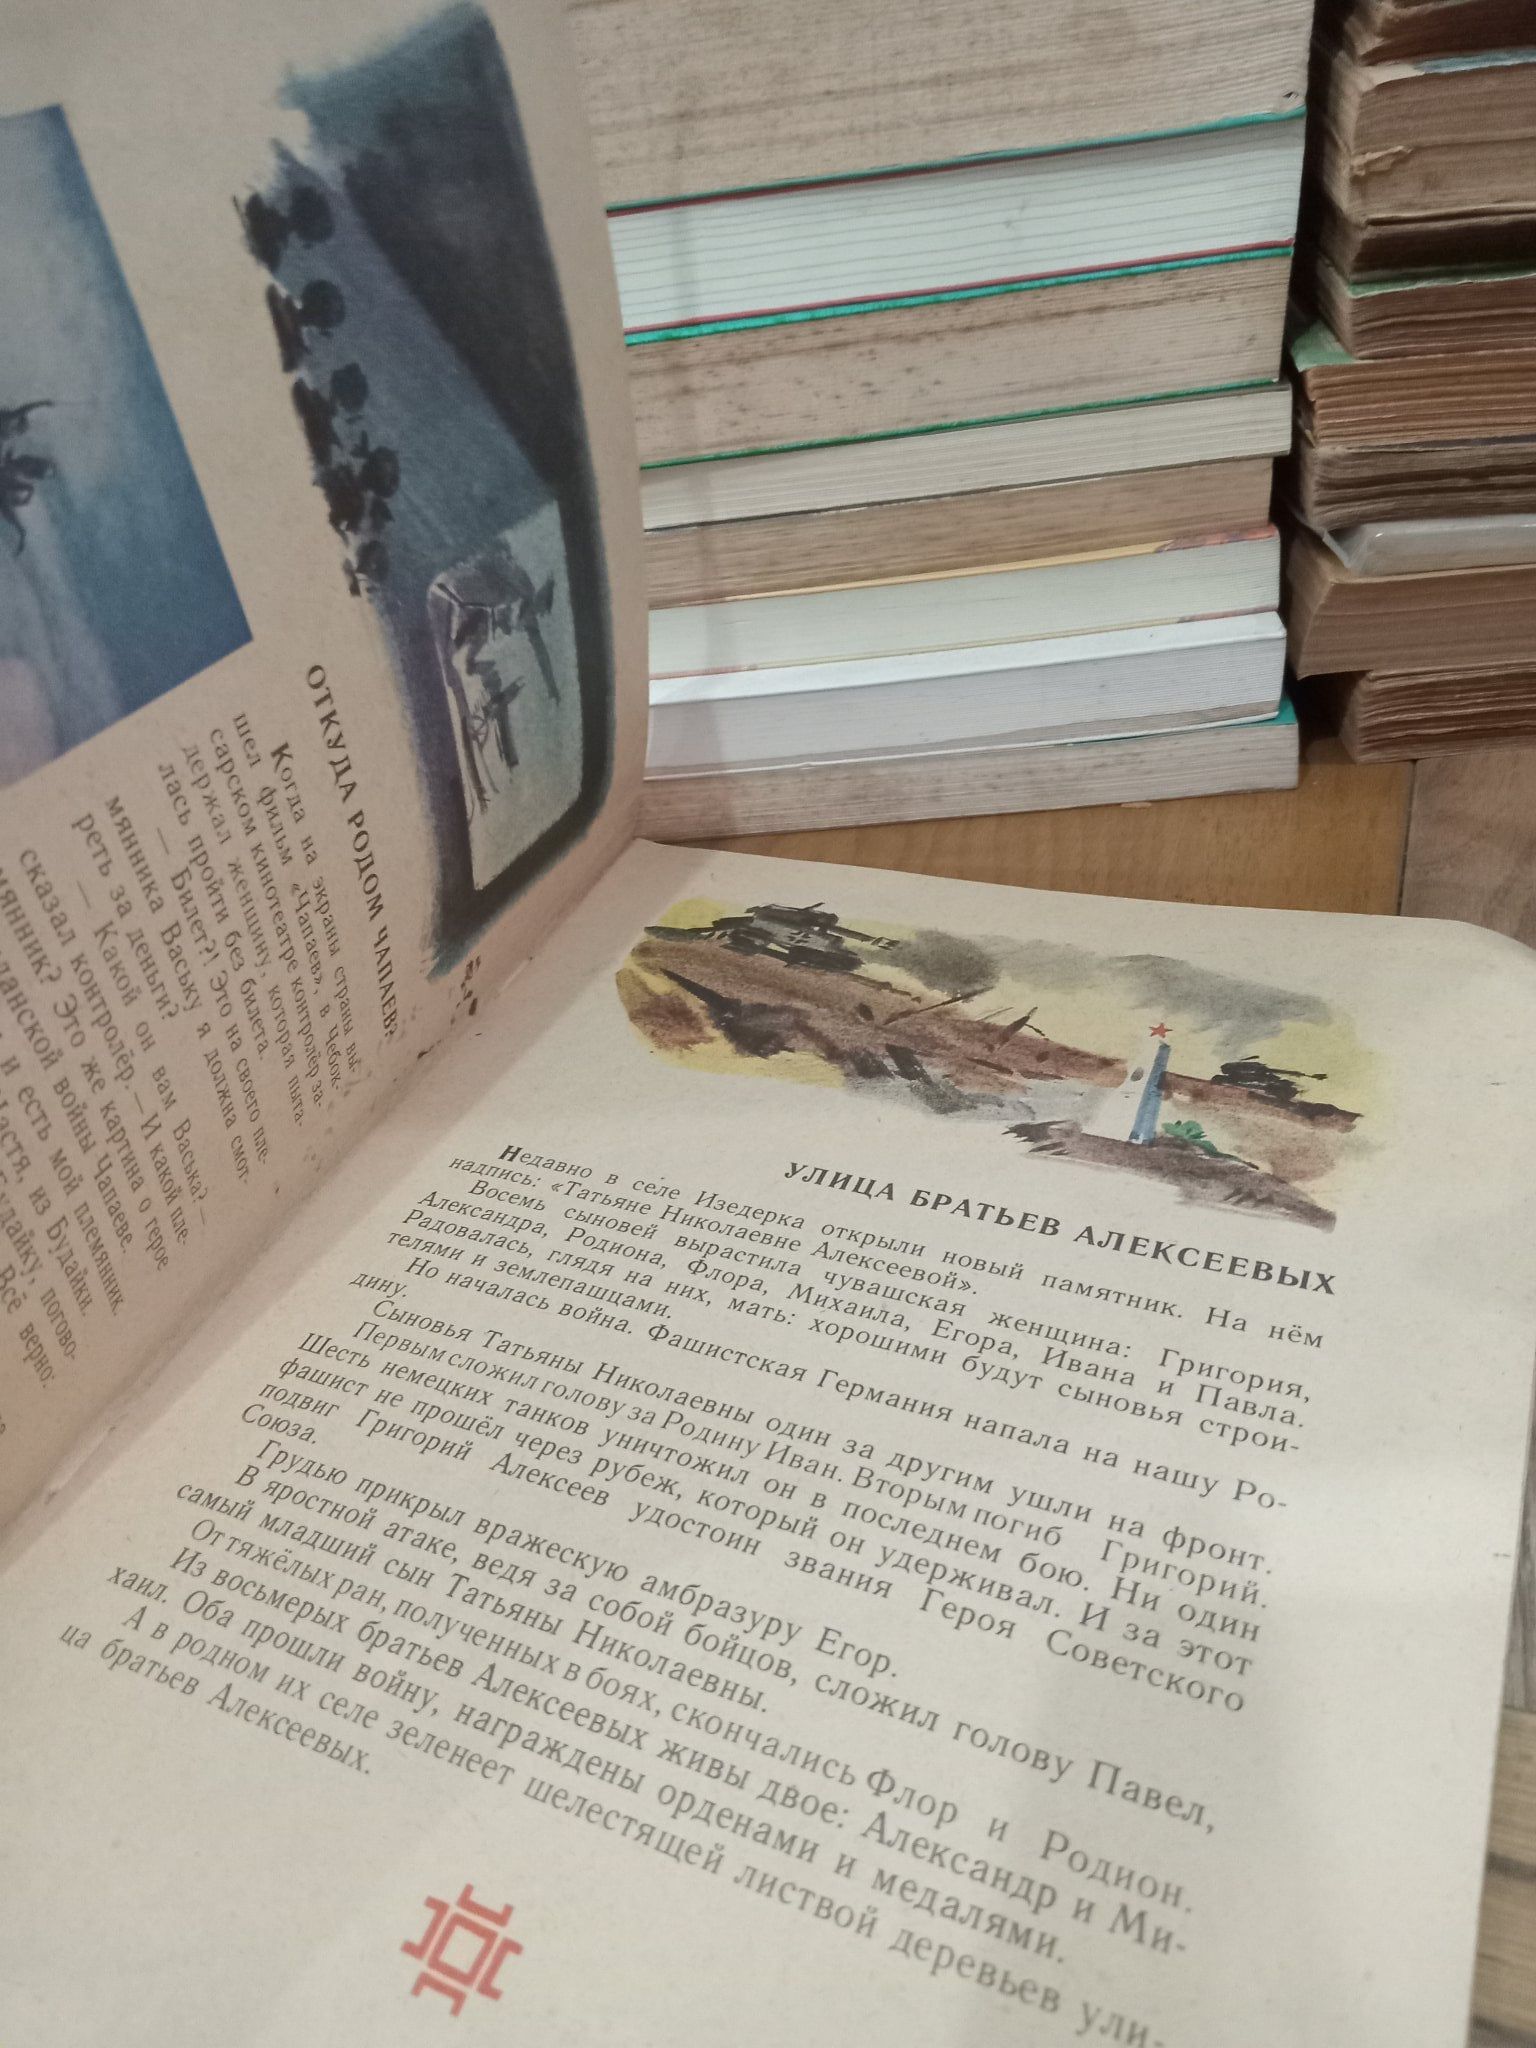 ОТКУДА РОДОМ ЧАПАЕВ?
Когда на экраны страны вы-
шел фильм «Чапаев», в Чебок-
сарском кинотеатре контролёр за-
держал женщину, которая пыта-
лась пройти без билета.
— Билет?! Это на своего пле-
мянника Ваську я должна смот-
реть за деньги?
— Какой он вам Васька? —
сказал контролёр. — И какой пле-
мянник? Это же картина о герое
войны Чапаеве.
и есть мой племянник,
из Будайки.
погово-
Всё верно:
УЛИЦА БРАТЬЕВ АЛЕКСЕЕВЫХ
Недавно в селе Изедерка открыли новый памятник. На нём
надпись: «Татьяне Николаевне Алексеевой».
Восемь сыновей вырастила чувашская женщина: Григория,
Александра, Родиона, Флора, Михаила, Егора, Ивана и Павла.
Радовалась, глядя на них, мать: хорошими будут сыновья строи-
телями и землепашцами.
Но началась война. Фашистская Германия напала на нашу Ро-
дину.
Сыновья Татьяны Николаевны один за другим ушли на фронт.
Первым сложил голову за Родину Иван. Вторым погиб Григорий.
Шесть немецких танков уничтожил он в последнем бою. Ни один
фашист не прошёл через рубеж, который он удерживал. И за этот
подвиг Григорий Алексеев удостоин звания Героя Советского
Союза.
Грудью прикрыл вражескую амбразуру Егор.
В яростной атаке, ведя за собой бойцов, сложил голову Павел,
самый младший сын Татьяны Николаевны.
От тяжёлых ран, полученных в боях, скончались Флор и Родион.
Из восьмерых братьев Алексеевых живы двое: Александр и Ми-
хаил. Оба прошли войну, награждены орденами и медалями.
А в родном их селе зеленеет шелестящей листвой деревьев ули-
ца братьев Алексеевых.